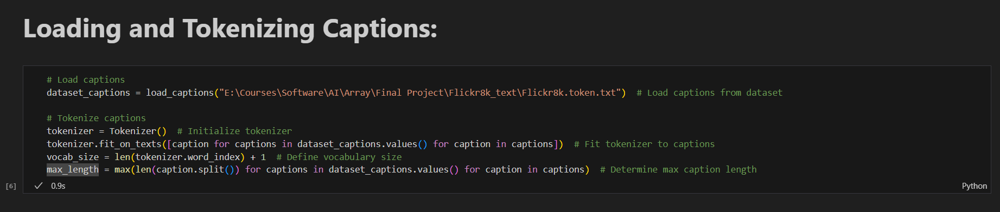 Loading and Tokenizing Captions:
# Load captions
dataset_captions = load_captions("E:\Courses\Software\AI\Array\Final Project\Flickr8k_text\Flickr8k.token.txt")  # Load captions from dataset
# Tokenize captions
tokenizer = Tokenizer()  # Initialize tokenizer
tokenizer.fit_on_texts([caption for captions in dataset_captions.values() for caption in captions])  # Fit tokenizer to captions
vocab_size = len(tokenizer.word_index) + 1  # Define vocabulary size
max_length = max(len(caption.split()) for captions in dataset_captions.values() for caption in captions)  # Determine max caption length
[6] ✓ 0.9s Python